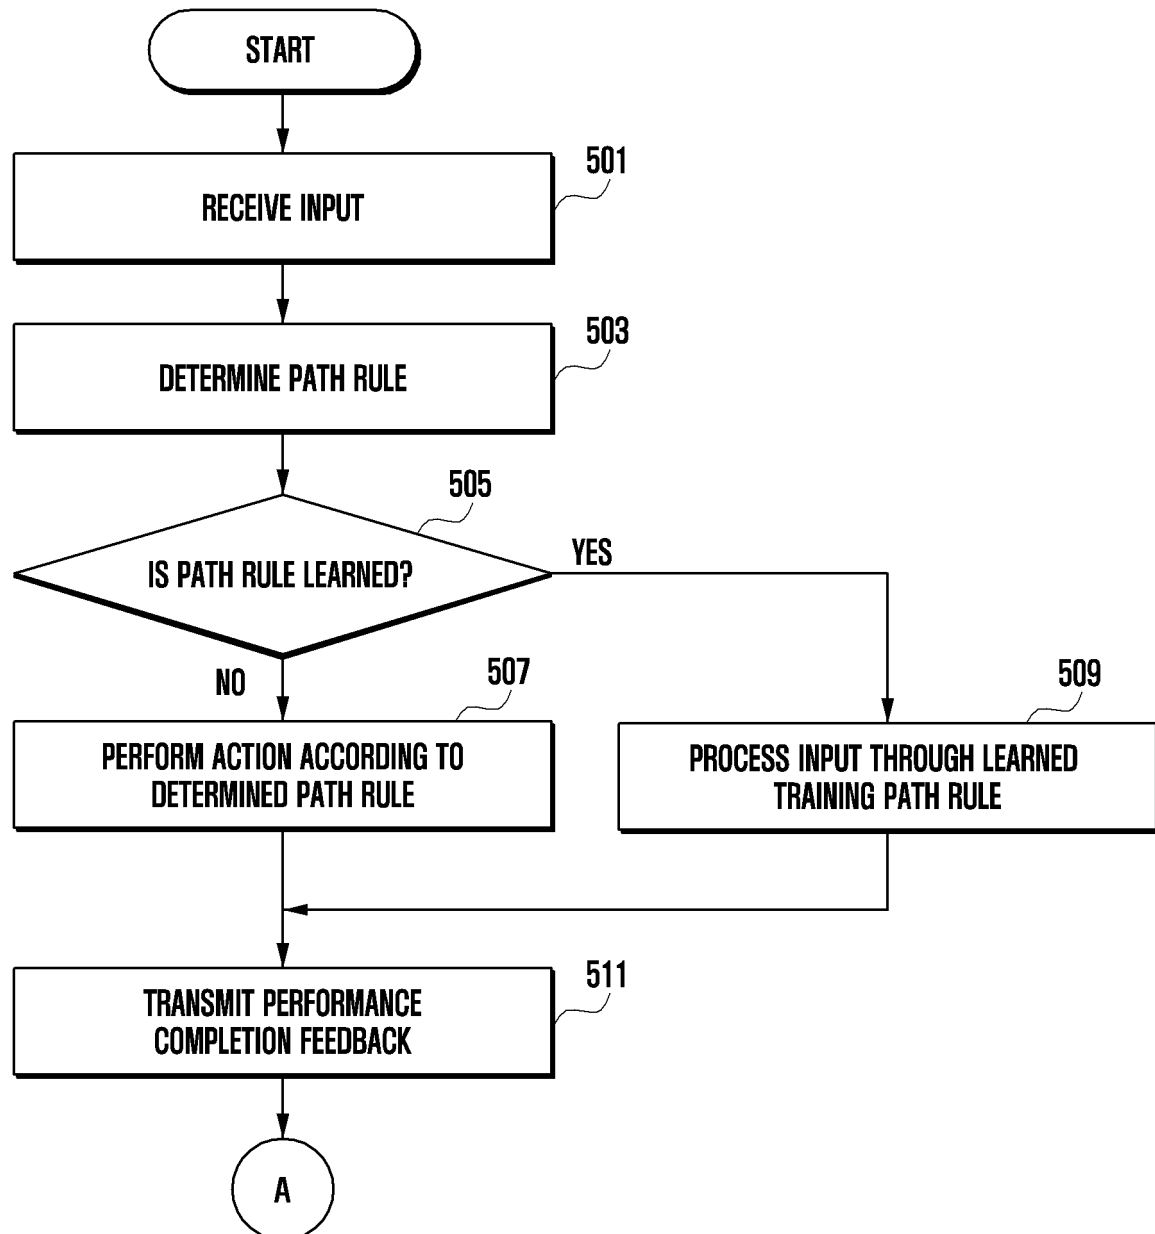 START
501
RECEIVE INPUT
503
DETERMINE PATH RULE
505
IS PATH RULE LEARNED?
YES
NO
507
PERFORM ACTION ACCORDING TO
DETERMINED PATH RULE
509
PROCESS INPUT THROUGH LEARNED
TRAINING PATH RULE
511
TRANSMIT PERFORMANCE
COMPLETION FEEDBACK
A